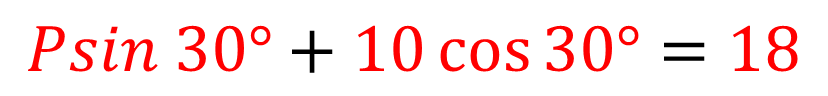 Psin 30° + 10 cos 30° = 18